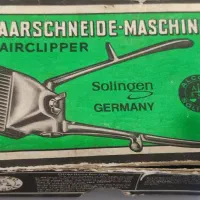 AARSCHNEIDE-MASCHIN
AIRCLIPPER
Solingen
GERMANY